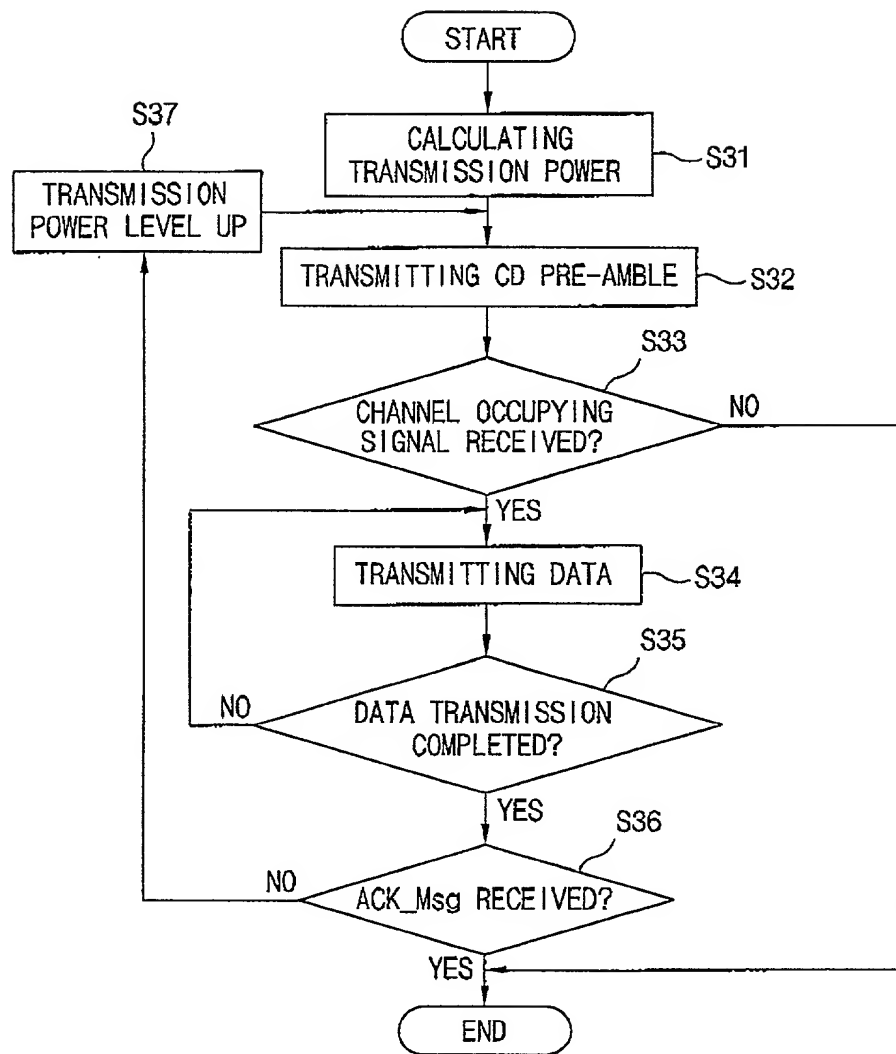 START
S37
CALCULATING
TRANSMISSION POWER
S31
TRANSMISSION
POWER LEVEL UP
TRANSMITTING CD PRE-AMBLE
S32
S33
CHANNEL OCCUPYING
SIGNAL RECEIVED?
NO
YES
TRANSMITTING DATA
S34
S35
NO
DATA TRANSMISSION
COMPLETED?
YES
S36
NO
ACK_Msg RECEIVED?
YES
END